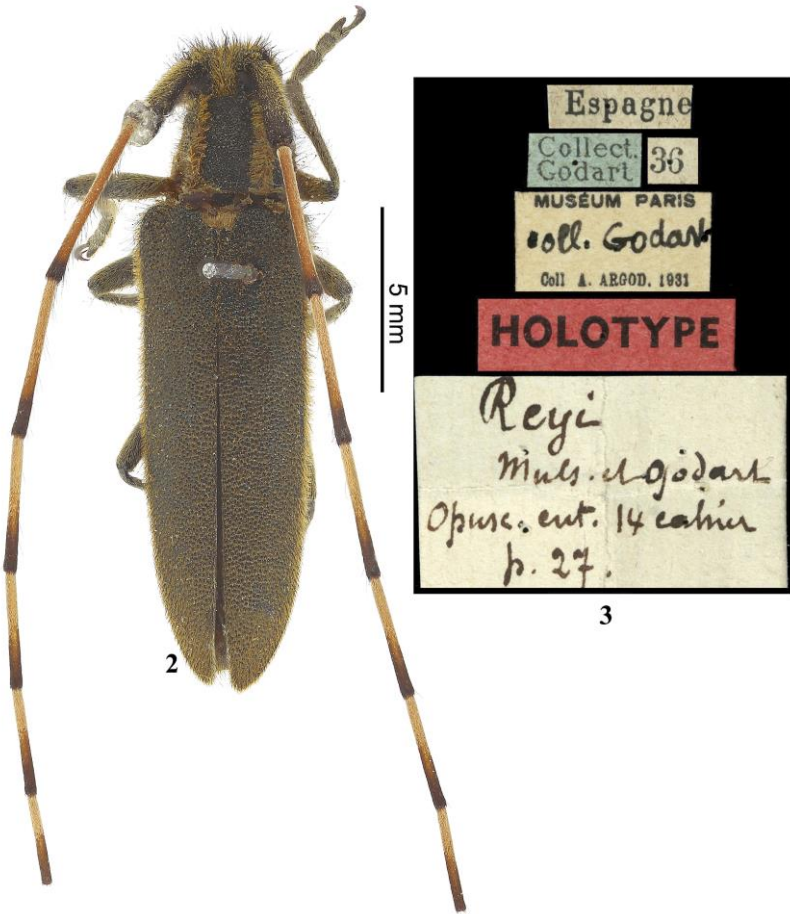 2
5 mm
Espagne
Collect.
Godart
36
MUSÉUM PARIS
coll. Godart
Coll A. ARGOD. 1931
HOLOTYPE
Reyi
Muls. et Godart
Opusc. ent. 14 cahier
p. 27.
3